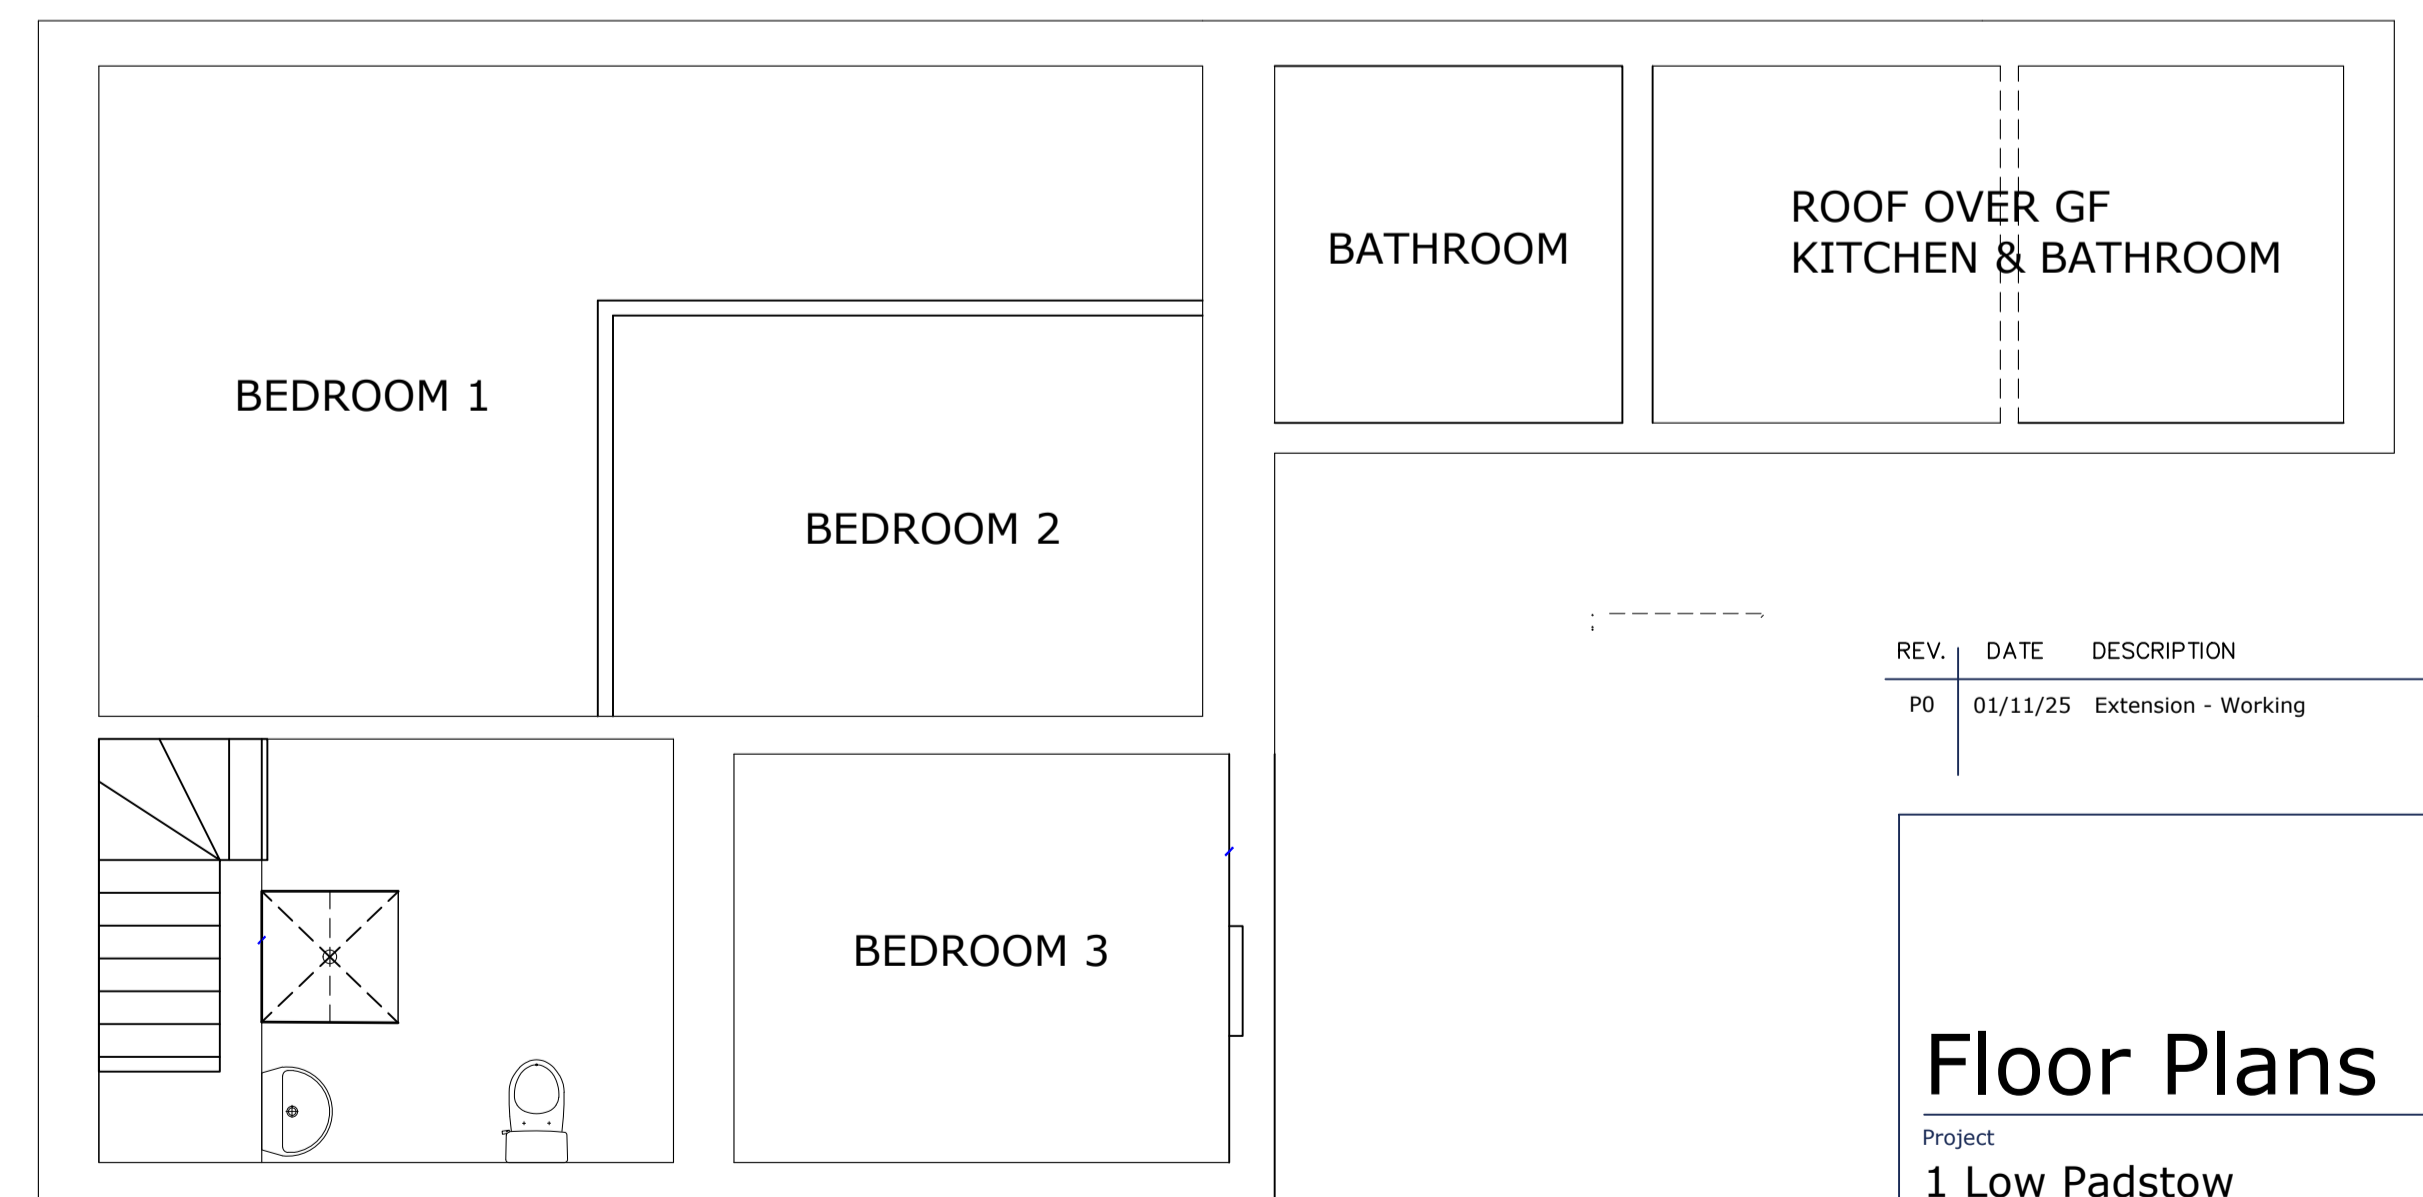 ROOF OVER GF
KITCHEN & BATHROOM
BATHROOM
BEDROOM 1
BEDROOM 2
REV. DATE DESCRIPTION
P0 01/11/25 Extension - Working
BEDROOM 3
Floor Plans
Project
1 Low Padstow